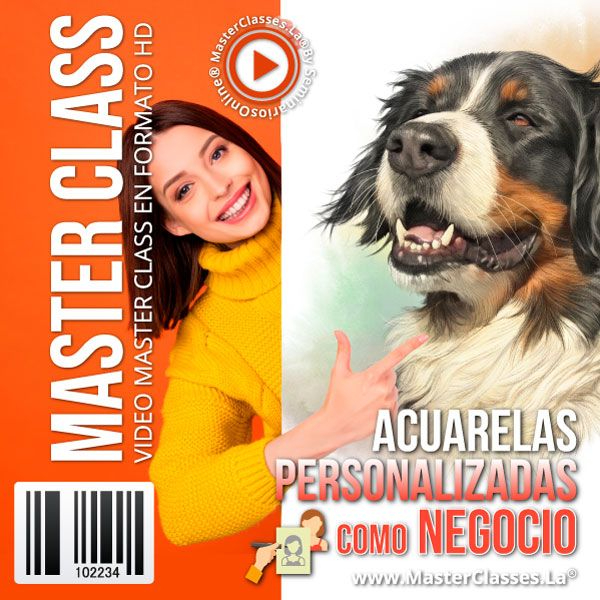 MASTER CLASS
VIDEO MASTER CLASS EN FORMATO HD
MasterClasses.La®By SeminariosOnline®
ACUARELAS
PERSONALIZADAS
COMO NEGOCIO
102234
www.MasterClasses.La®